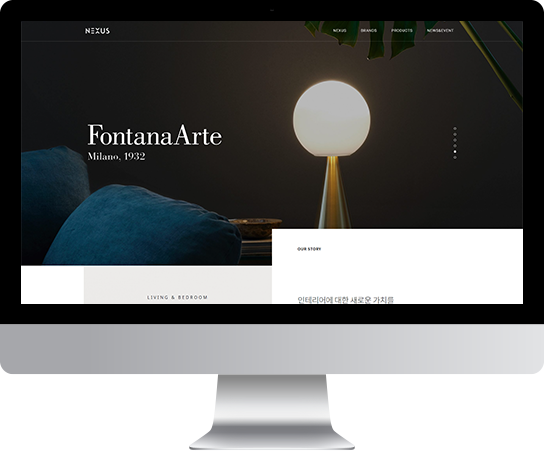 NEXUS
NEXUS BRANDS PRODUCTS NEWS&EVENT
FontanaArte
Milano, 1932
OUR STORY
LIVING & BEDROOM
인테리어에 대한 새로운 가치를